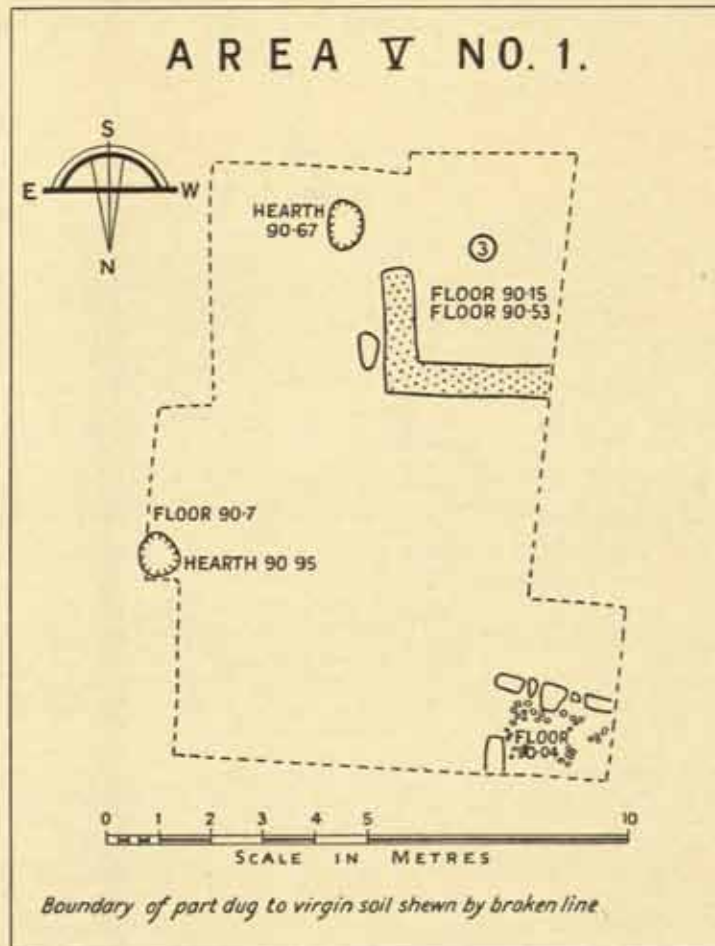 AREA V NO. 1.
S
E W
N
HEARTH
90·67
3
FLOOR 90·15
FLOOR 90·53
FLOOR 90·7
HEARTH 90 95
FLOOR
90·04
0 1 2 3 4 5 10
SCALE IN METRES
Boundary of part dug to virgin soil shewn by broken line